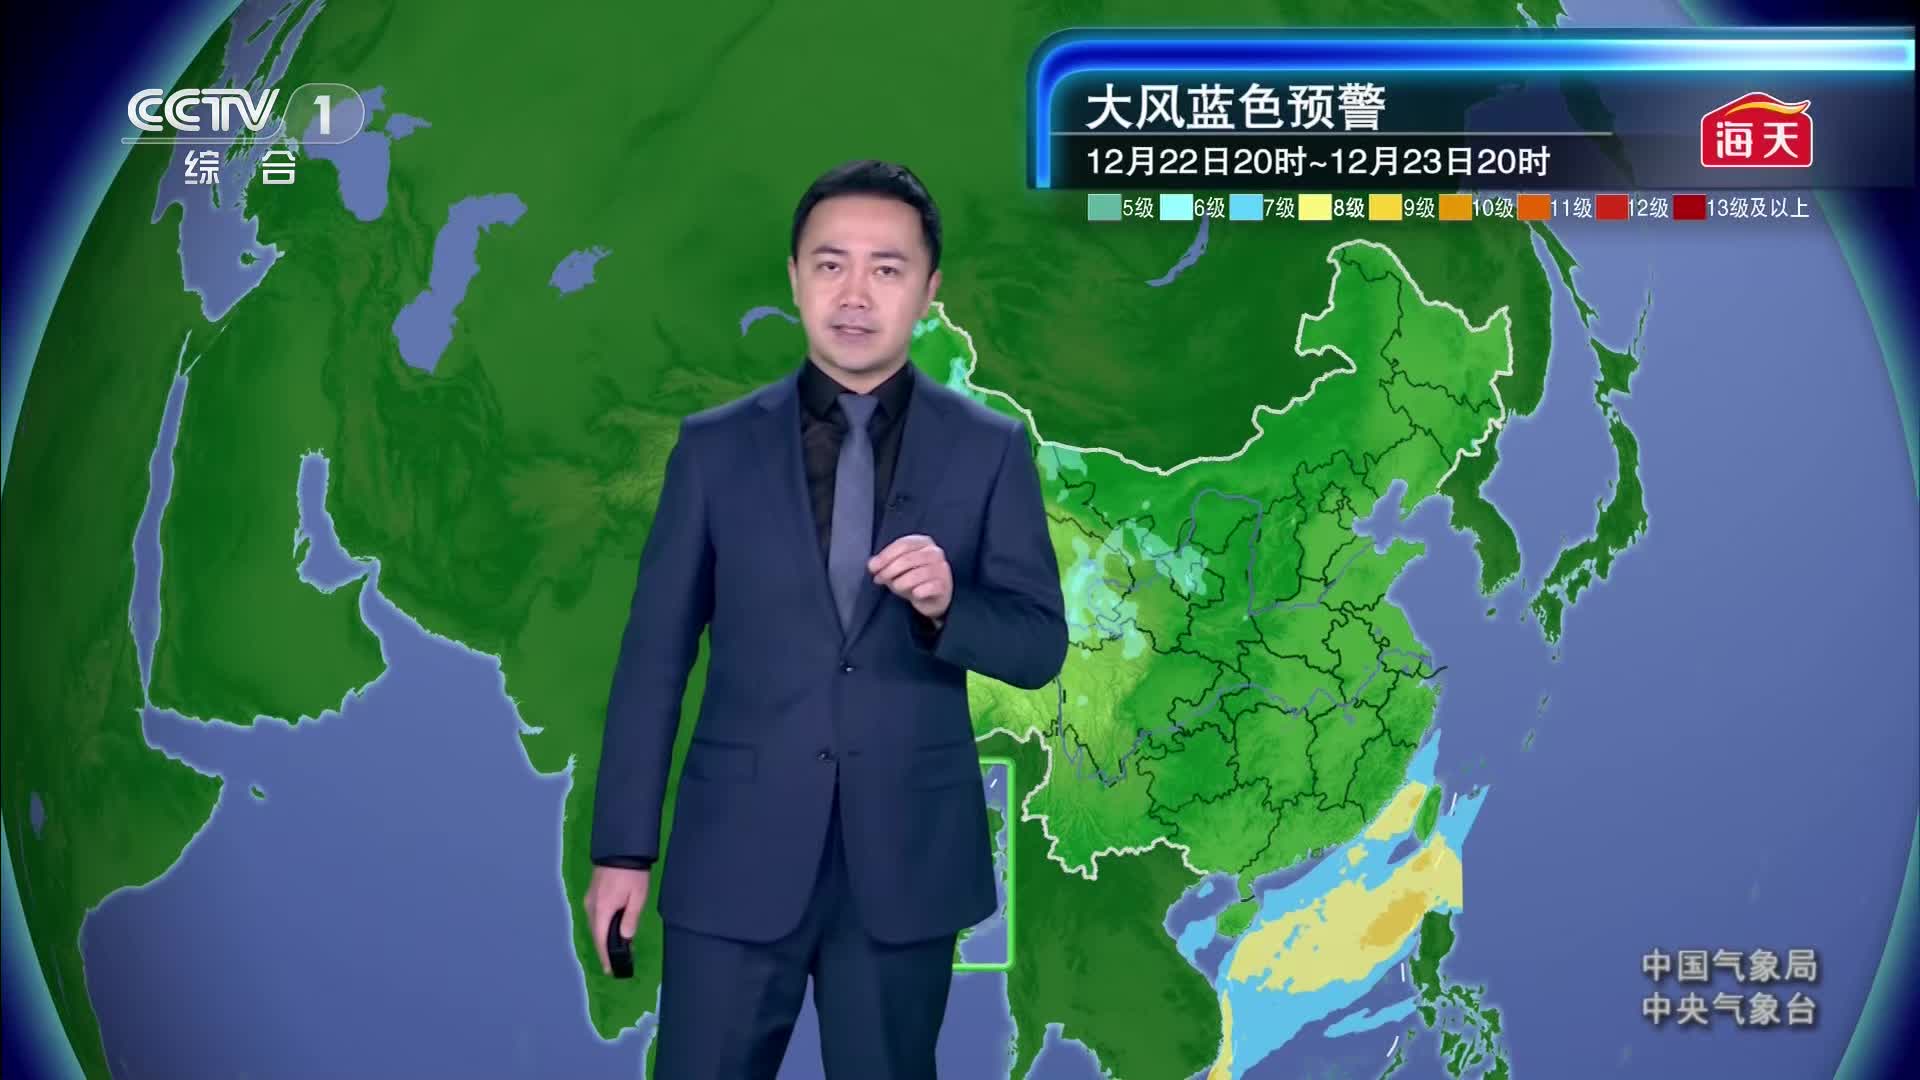 CCTV 1
综合
大风蓝色预警
12月22日20时~12月23日20时
海天
5级 6级 7级 8级 9级 10级 11级 12级 13级及以上
中国气象局
中央气象台